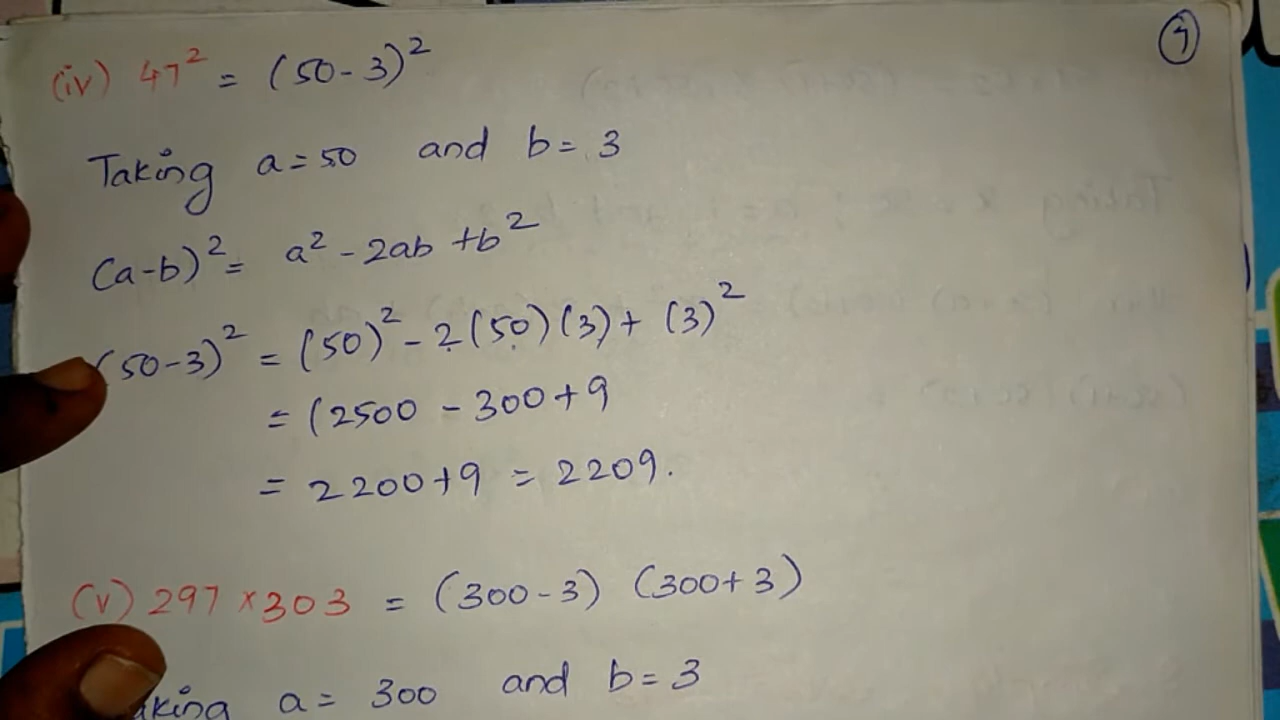 (iv) 47² = (50-3)²
Taking a=50 and b=3
(a-b)² = a² - 2ab + b²
(50-3)² = (50)² - 2(50)(3) + (3)²
= (2500 - 300 + 9
= 2200 + 9 = 2209.
(v) 297 × 303 = (300-3) (300+3)
a = 300 and b = 3